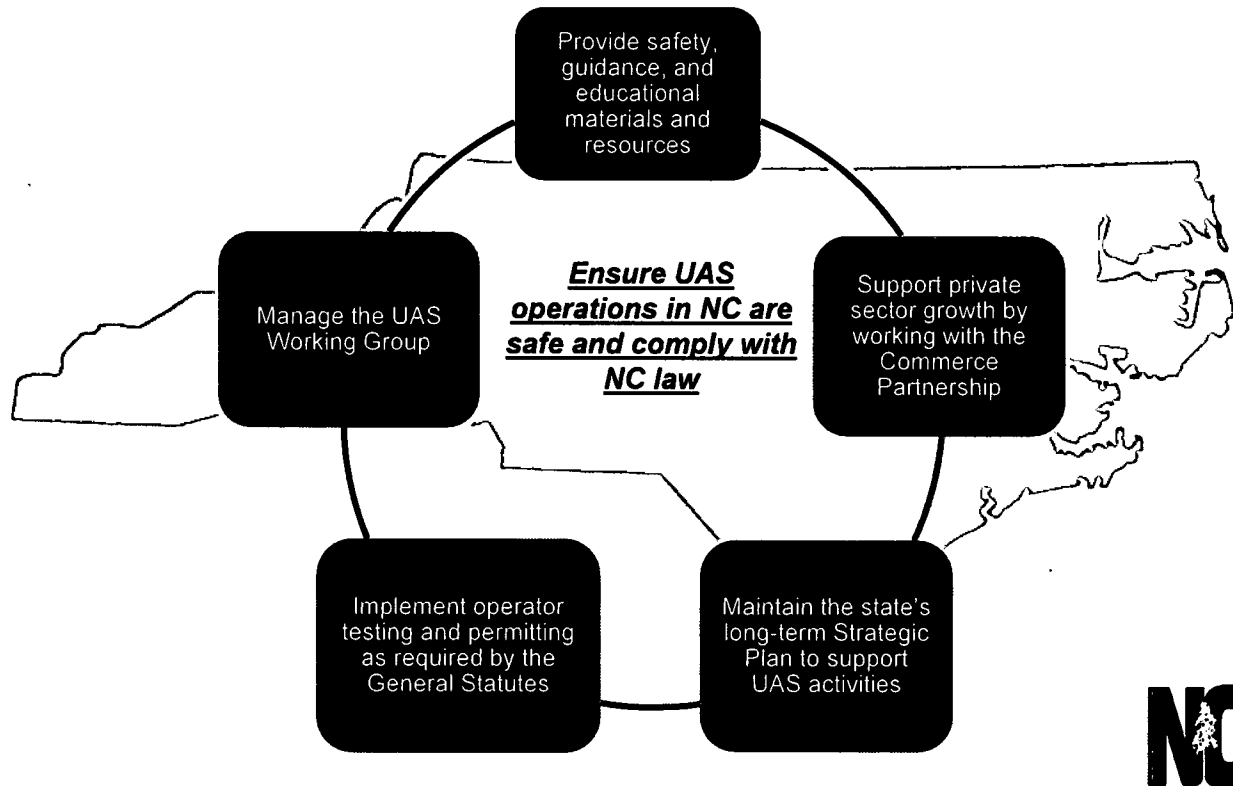 Provide safety,
guidance, and
educational
materials and
resources
Manage the UAS
Working Group
Ensure UAS
operations in NC are
safe and comply with
NC law
Support private
sector growth by
working with the
Commerce
Partnership
Implement operator
testing and permitting
as required by the
General Statutes
Maintain the state's
long-term Strategic
Plan to support
UAS activities
NC